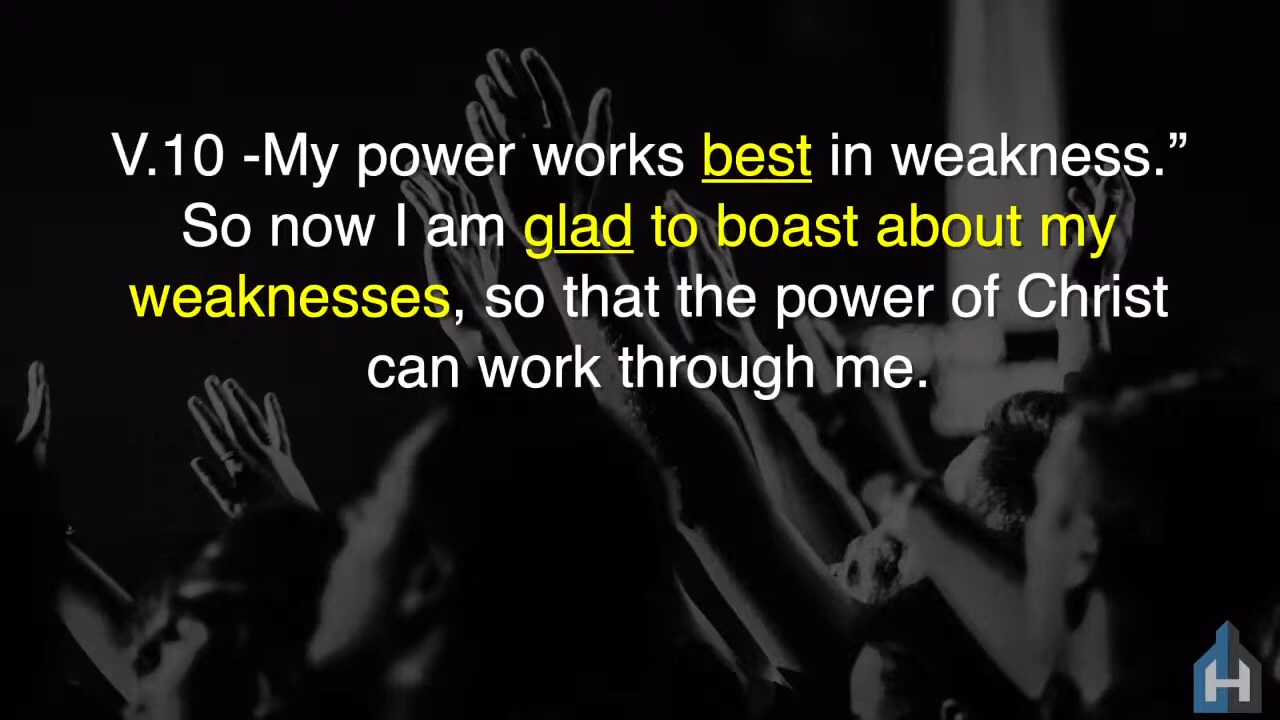 V.10 -My power works best in weakness.”
So now I am glad to boast about my
weaknesses, so that the power of Christ
can work through me.
H